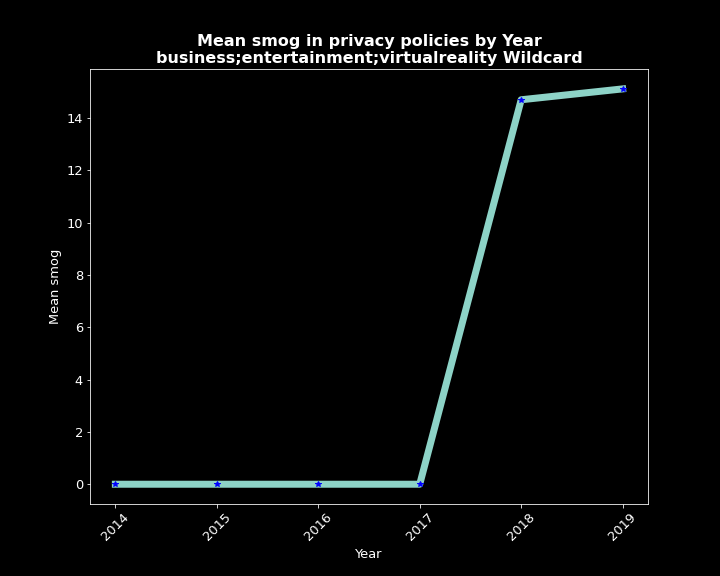 Mean smog in privacy policies by Year
business;entertainment;virtualreality Wildcard
14
12
10
8
6
4
2
0
Mean smog
2014 2015 2016 2017 2018 2019
Year